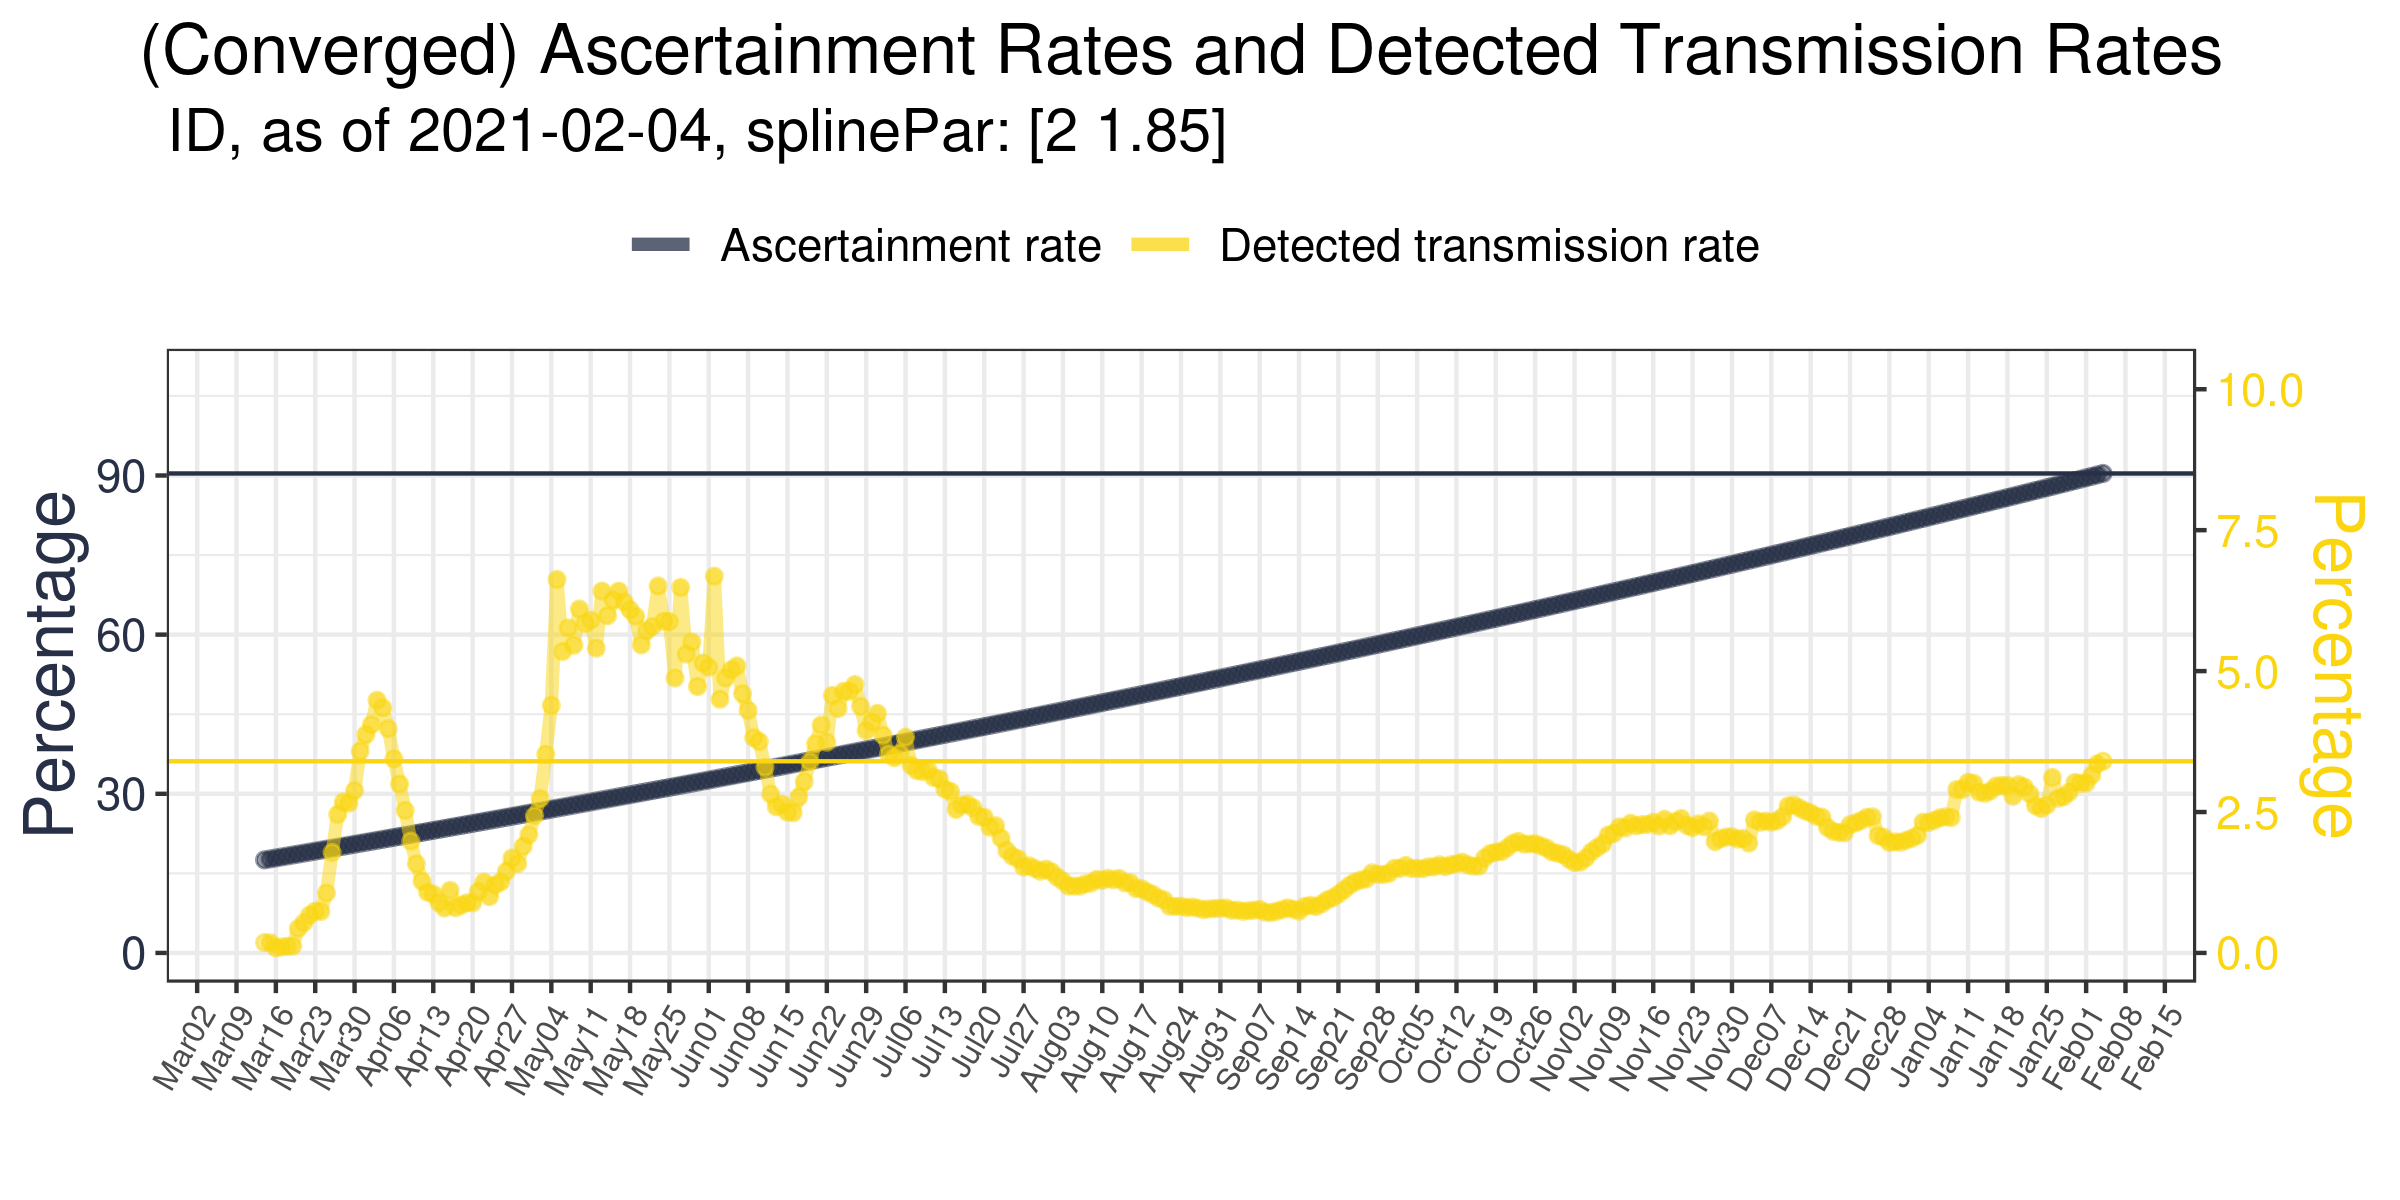 (Converged) Ascertainment Rates and Detected Transmission Rates
ID, as of 2021-02-04, splinePar: [2 1.85]
Ascertainment rate
Detected transmission rate
Percentage
90
60
30
0
10.0
7.5
5.0
2.5
0.0
Percentage
Mar02
Mar09
Mar16
Mar23
Mar30
Apr06
Apr13
Apr20
Apr27
May04
May11
May18
May25
Jun01
Jun08
Jun15
Jun22
Jun29
Jul06
Jul13
Jul20
Jul27
Aug03
Aug10
Aug17
Aug24
Aug31
Sep07
Sep14
Sep21
Sep28
Oct05
Oct12
Oct19
Oct26
Nov02
Nov09
Nov16
Nov23
Nov30
Dec07
Dec14
Dec21
Dec28
Jan04
Jan11
Jan18
Jan25
Feb01
Feb08
Feb15